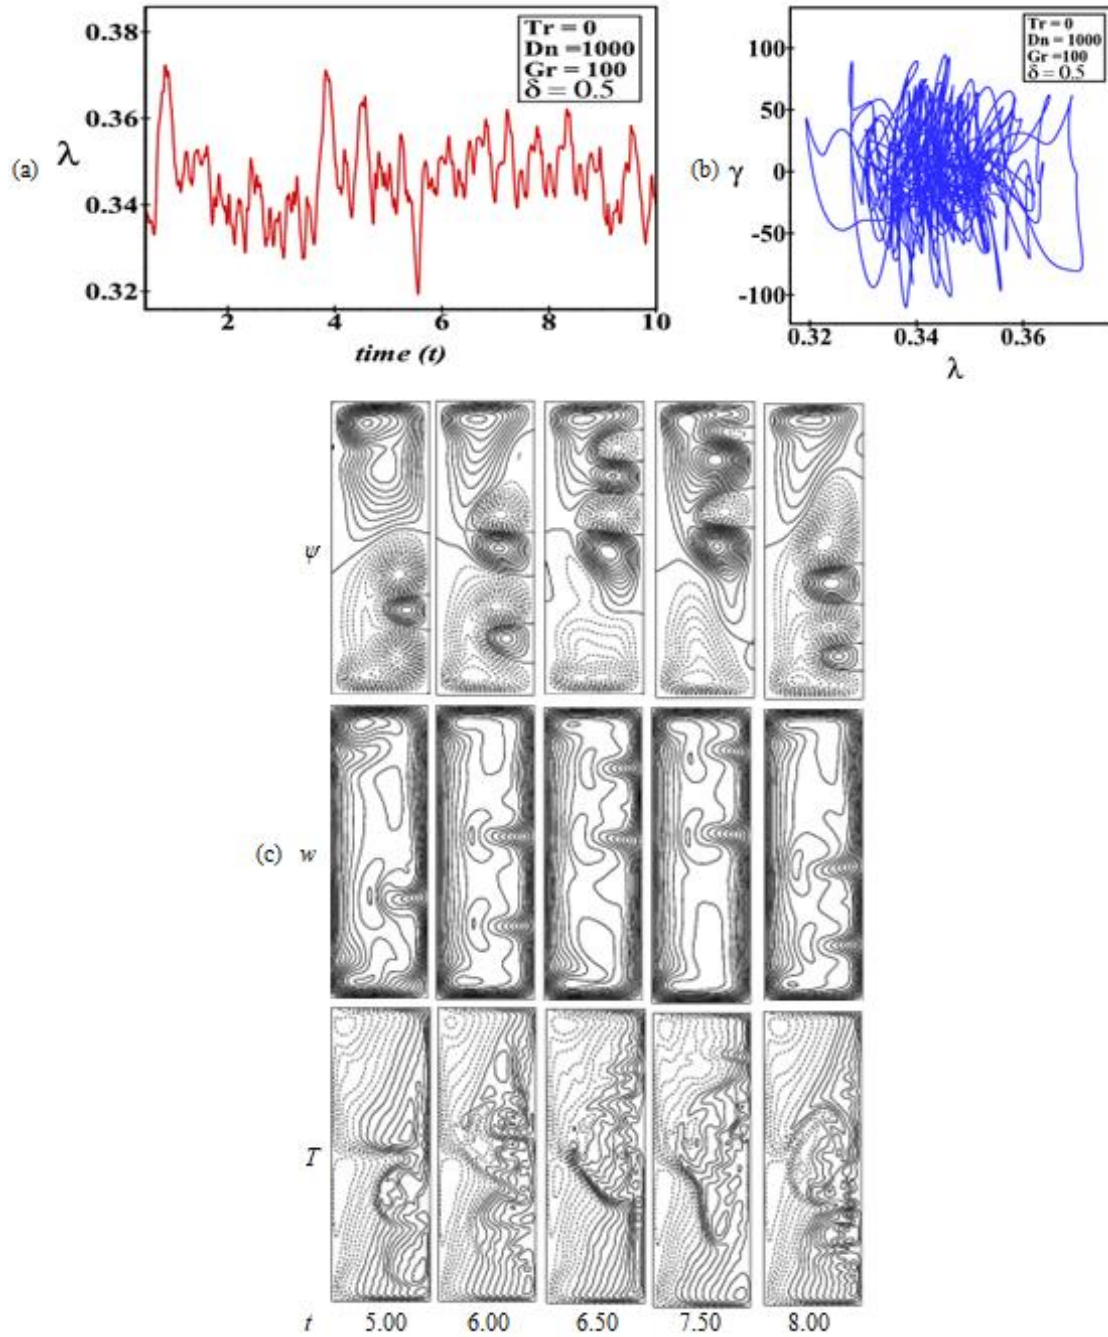 0.38
0.36
0.34
0.32
2 4 6 8 10
Tr = 0
Dn =1000
Gr = 100
δ = 0.5
(a) λ
time (t)
100
50
0
-50
-100
0.32 0.34 0.36
Tr = 0
Dn = 1000
Gr =100
δ = 0.5
(b) γ
λ
ψ
(c) w
T
t 5.00 6.00 6.50 7.50 8.00